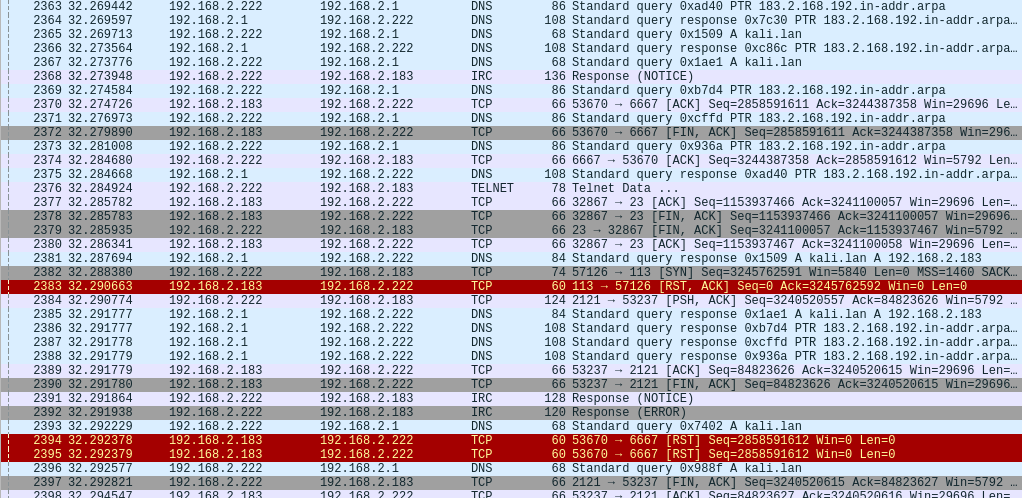 2363 32.269442 192.168.2.222 192.168.2.1 DNS 86 Standard query 0xad40 PTR 183.2.168.192.in-addr.arpa
2364 32.269597 192.168.2.1 192.168.2.222 DNS 108 Standard query response 0x7c30 PTR 183.2.168.192.in-addr.arpa…
2365 32.269713 192.168.2.222 192.168.2.1 DNS 68 Standard query 0x1509 A kali.lan
2366 32.273564 192.168.2.1 192.168.2.222 DNS 108 Standard query response 0xc86c PTR 183.2.168.192.in-addr.arpa…
2367 32.273776 192.168.2.222 192.168.2.1 DNS 68 Standard query 0x1ae1 A kali.lan
2368 32.273948 192.168.2.222 192.168.2.183 IRC 136 Response (NOTICE)
2369 32.274584 192.168.2.222 192.168.2.1 DNS 86 Standard query 0xb7d4 PTR 183.2.168.192.in-addr.arpa
2370 32.274726 192.168.2.183 192.168.2.222 TCP 66 53670 → 6667 [ACK] Seq=2858591611 Ack=3244387358 Win=29696 Le…
2371 32.276973 192.168.2.222 192.168.2.1 DNS 86 Standard query 0xcffd PTR 183.2.168.192.in-addr.arpa
2372 32.279890 192.168.2.183 192.168.2.222 TCP 66 53670 → 6667 [FIN, ACK] Seq=2858591611 Ack=3244387358 Win=296…
2373 32.281008 192.168.2.222 192.168.2.1 DNS 86 Standard query 0x936a PTR 183.2.168.192.in-addr.arpa
2374 32.284680 192.168.2.222 192.168.2.183 TCP 66 6667 → 53670 [ACK] Seq=3244387358 Ack=2858591612 Win=5792 Len…
2375 32.284668 192.168.2.1 192.168.2.222 DNS 108 Standard query response 0xad40 PTR 183.2.168.192.in-addr.arpa…
2376 32.284924 192.168.2.222 192.168.2.183 TELNET 78 Telnet Data ...
2377 32.285782 192.168.2.183 192.168.2.222 TCP 66 32867 → 23 [ACK] Seq=1153937466 Ack=3241100057 Win=29696 Len=…
2378 32.285783 192.168.2.183 192.168.2.222 TCP 66 32867 → 23 [FIN, ACK] Seq=1153937466 Ack=3241100057 Win=29696…
2379 32.285935 192.168.2.222 192.168.2.183 TCP 66 23 → 32867 [FIN, ACK] Seq=3241100057 Ack=1153937467 Win=5792 …
2380 32.286341 192.168.2.183 192.168.2.222 TCP 66 32867 → 23 [ACK] Seq=1153937467 Ack=3241100058 Win=29696 Len=…
2381 32.287694 192.168.2.1 192.168.2.222 DNS 84 Standard query response 0x1509 A kali.lan A 192.168.2.183
2382 32.288380 192.168.2.222 192.168.2.183 TCP 74 57126 → 113 [SYN] Seq=3245762591 Win=5840 Len=0 MSS=1460 SACK…
2383 32.290663 192.168.2.183 192.168.2.222 TCP 60 113 → 57126 [RST, ACK] Seq=0 Ack=3245762592 Win=0 Len=0
2384 32.290774 192.168.2.222 192.168.2.183 TCP 124 2121 → 53237 [PSH, ACK] Seq=3240520557 Ack=84823626 Win=5792 …
2385 32.291777 192.168.2.1 192.168.2.222 DNS 84 Standard query response 0x1ae1 A kali.lan A 192.168.2.183
2386 32.291777 192.168.2.1 192.168.2.222 DNS 108 Standard query response 0xb7d4 PTR 183.2.168.192.in-addr.arpa…
2387 32.291778 192.168.2.1 192.168.2.222 DNS 108 Standard query response 0xcffd PTR 183.2.168.192.in-addr.arpa…
2388 32.291779 192.168.2.1 192.168.2.222 DNS 108 Standard query response 0x936a PTR 183.2.168.192.in-addr.arpa…
2389 32.291779 192.168.2.183 192.168.2.222 TCP 66 53237 → 2121 [ACK] Seq=84823626 Ack=3240520615 Win=29696 Len=…
2390 32.291780 192.168.2.183 192.168.2.222 TCP 66 53237 → 2121 [FIN, ACK] Seq=84823626 Ack=3240520615 Win=29696…
2391 32.291864 192.168.2.222 192.168.2.183 IRC 128 Response (NOTICE)
2392 32.291938 192.168.2.222 192.168.2.183 IRC 120 Response (ERROR)
2393 32.292229 192.168.2.222 192.168.2.1 DNS 68 Standard query 0x7402 A kali.lan
2394 32.292378 192.168.2.183 192.168.2.222 TCP 60 53670 → 6667 [RST] Seq=2858591612 Win=0 Len=0
2395 32.292379 192.168.2.183 192.168.2.222 TCP 60 53670 → 6667 [RST] Seq=2858591612 Win=0 Len=0
2396 32.292577 192.168.2.222 192.168.2.1 DNS 68 Standard query 0x988f A kali.lan
2397 32.292821 192.168.2.222 192.168.2.183 TCP 66 2121 → 53237 [FIN, ACK] Seq=3240520615 Ack=84823627 Win=5792 …
2398 32.294547 192.168.2.183 192.168.2.222 TCP 66 53237 → 2121 [ACK] Seq=84823627 Ack=3240520616 Win=29696 Len=…